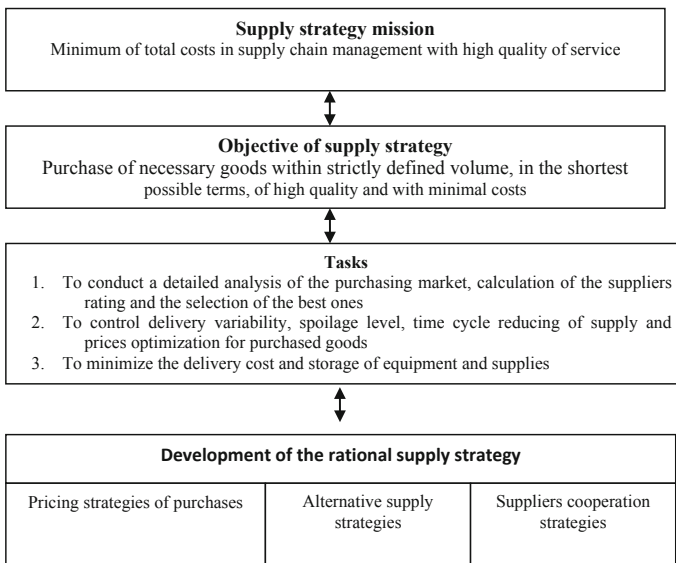 Supply strategy mission
Minimum of total costs in supply chain management with high quality of service
Objective of supply strategy
Purchase of necessary goods within strictly defined volume, in the shortest
possible terms, of high quality and with minimal costs
Tasks
1. To conduct a detailed analysis of the purchasing market, calculation of the suppliers
rating and the selection of the best ones
2. To control delivery variability, spoilage level, time cycle reducing of supply and
prices optimization for purchased goods
3. To minimize the delivery cost and storage of equipment and supplies
Development of the rational supply strategy
Pricing strategies of purchases
Alternative supply
strategies
Suppliers cooperation
strategies